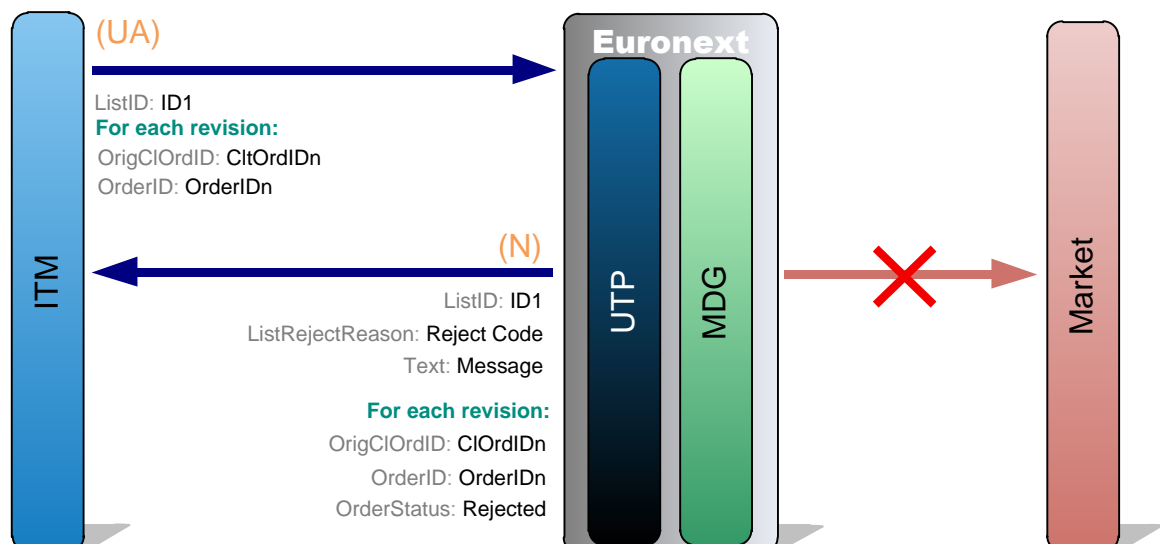 (UA)
Euronext
ListID: ID1
For each revision:
OrigClOrdID: CltOrdIDn
OrderID: OrderIDn
(N)
ITM
UTP
MDG
Market
ListID: ID1
ListRejectReason: Reject Code
Text: Message
For each revision:
OrigClOrdID: ClOrdIDn
OrderID: OrderIDn
OrderStatus: Rejected